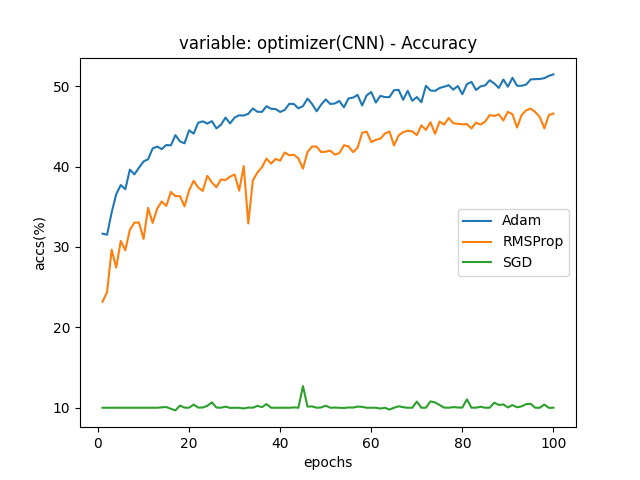 variable: optimizer(CNN) - Accuracy
50
40
30
20
10
accs(%)
Adam
RMSProp
SGD
0 20 40 60 80 100
epochs